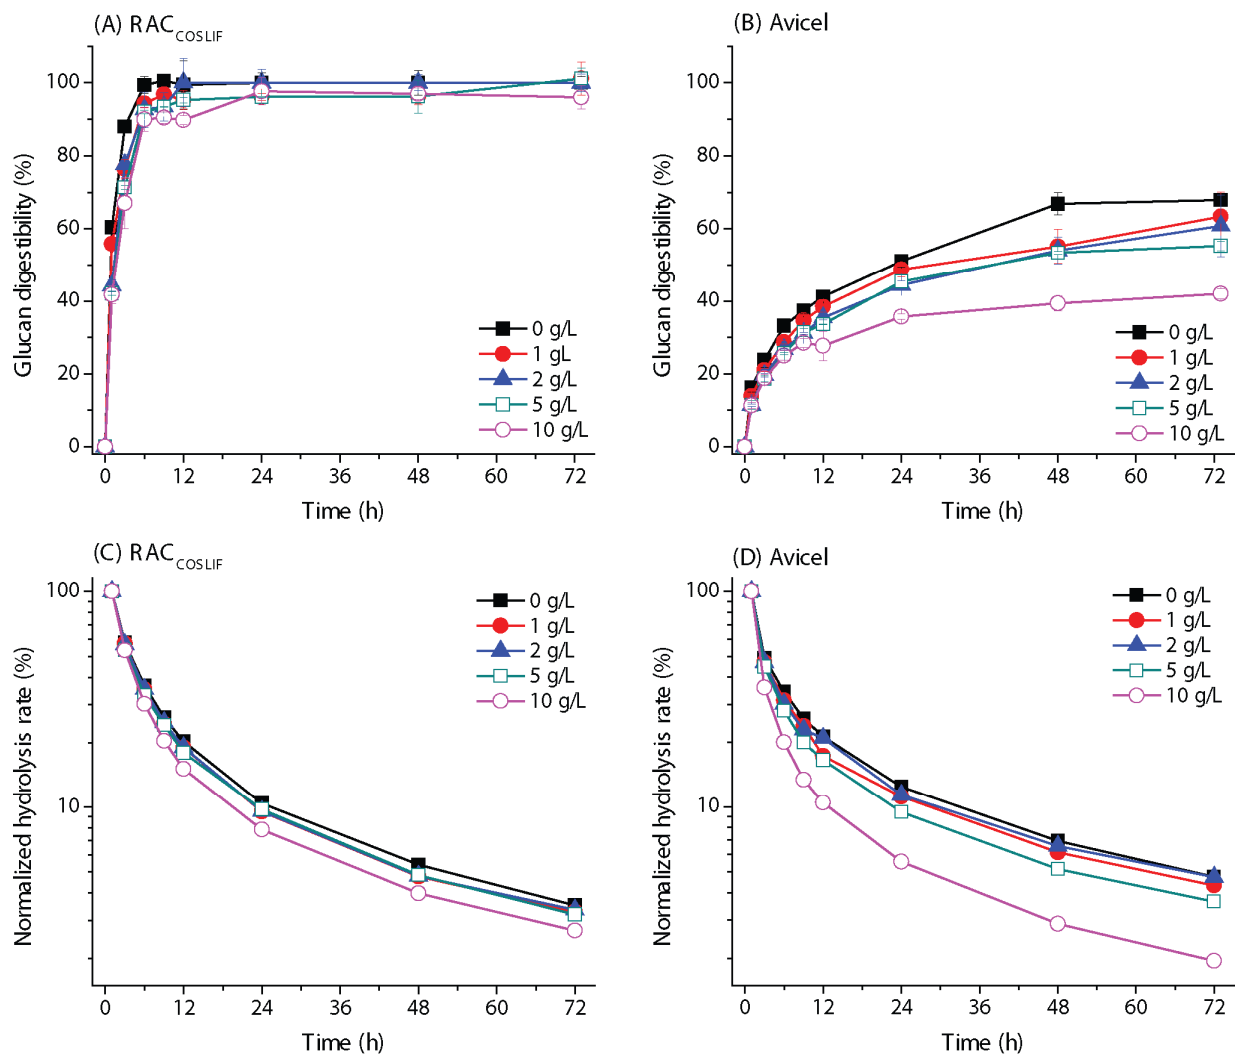 (A) RAC COSLIF
Glucan digestibility (%)
100
80
60
40
20
0
0 g/L
1 gL
2 g/L
5 g/L
10 g/L
0 12 24 36 48 60 72
Time (h)
(B) Avicel
Glucan digestibility (%)
100
80
60
40
20
0
0 g/L
1 g/L
2 g/L
5 g/L
10 g/L
0 12 24 36 48 60 72
Time (h)
(C) RAC COSLIF
Normalized hydrolysis rate (%)
100
10
0 g/L
1 g/L
2 g/L
5 g/L
10 g/L
0 12 24 36 48 60 72
Time (h)
(D) Avicel
Normalized hydrolysis rate (%)
100
10
0 g/L
1 g/L
2 g/L
5 g/L
10 g/L
0 12 24 36 48 60 72
Time (h)